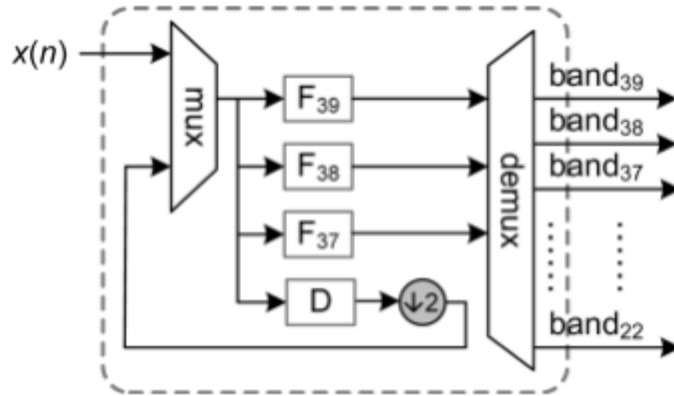 x(n)
mux
F39
F38
F37
D
↓2
demux
band39
band38
band37
band22